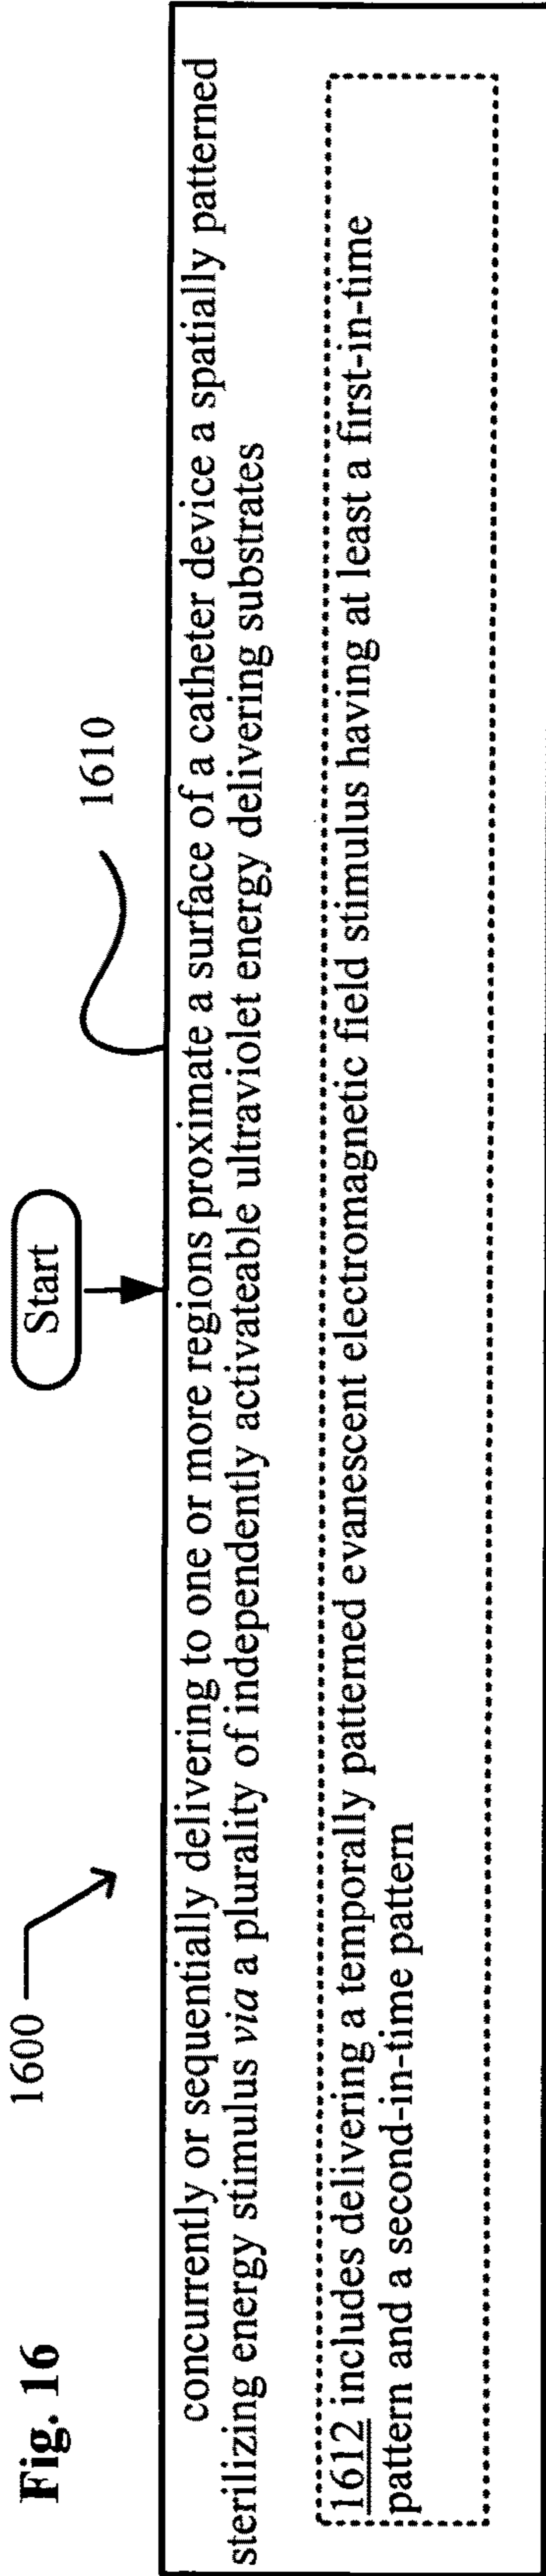 Fig. 16
1600
Start
1610
concurrently or sequentially delivering to one or more regions proximate a surface of a catheter device a spatially patterned
sterilizing energy stimulus via a plurality of independently activateable ultraviolet energy delivering substrates
1612 includes delivering a temporally patterned evanescent electromagnetic field stimulus having at least a first-in-time
pattern and a second-in-time pattern